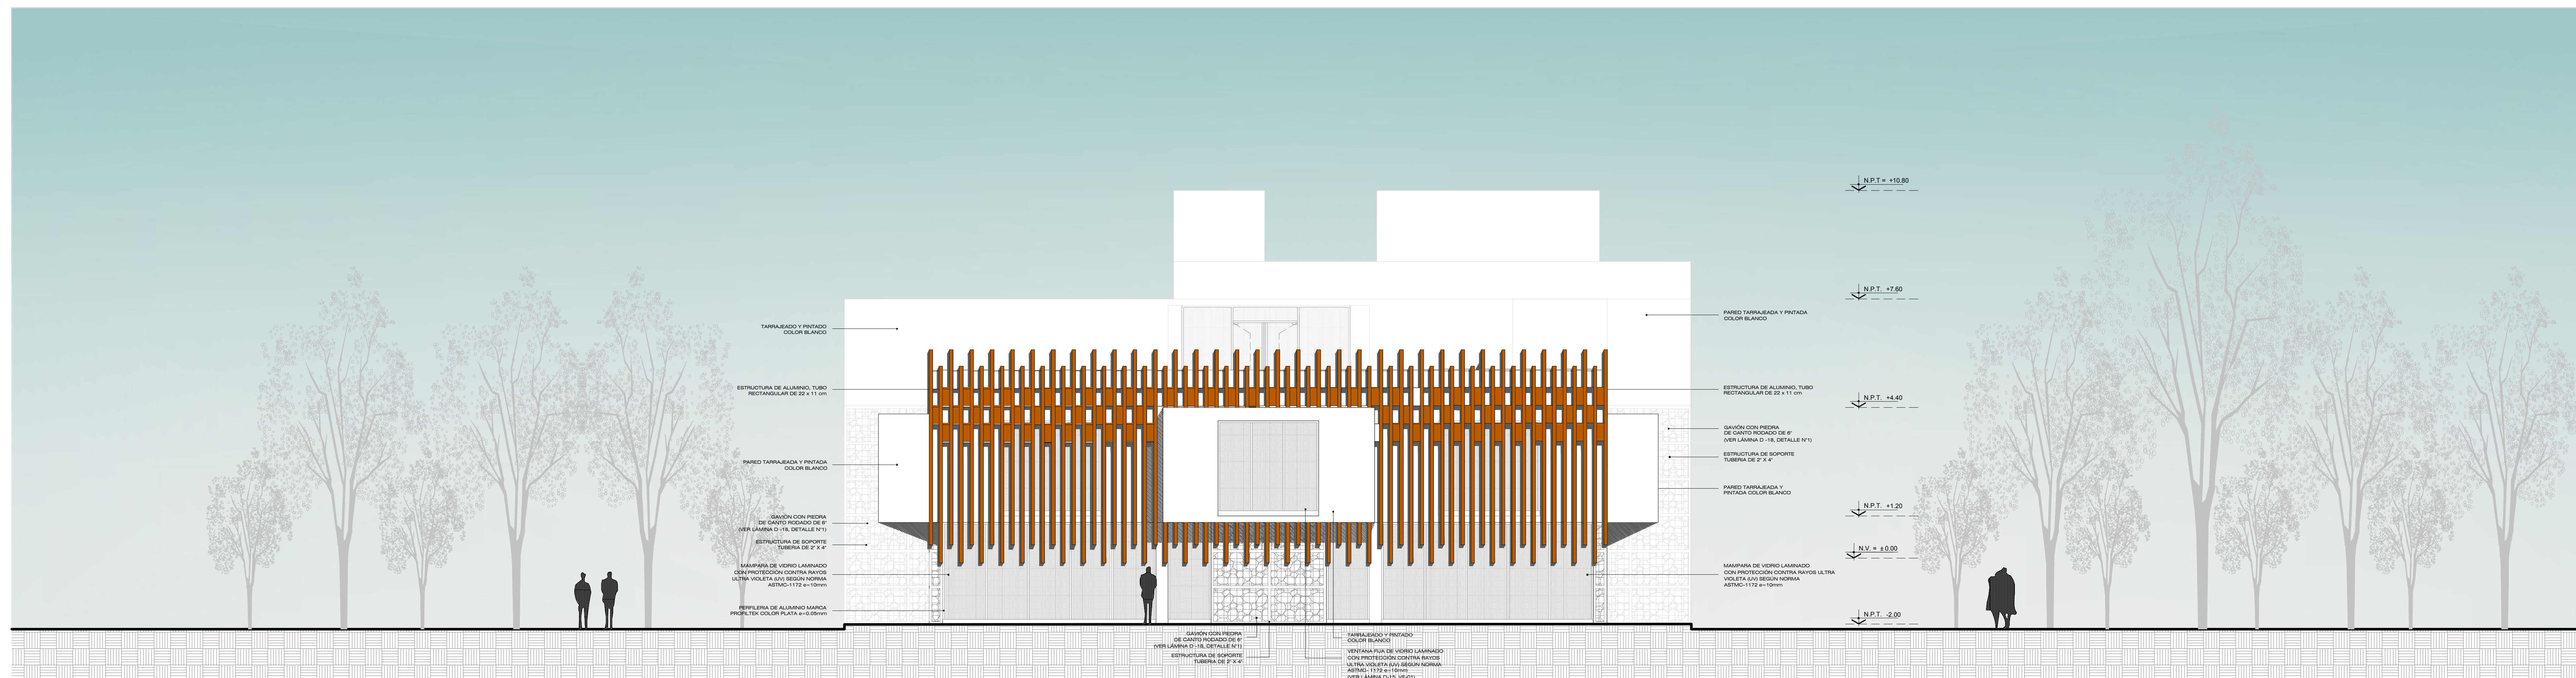 TARRAJEADO Y PINTADO
COLOR BLANCO
ESTRUCTURA DE ALUMINIO, TUBO
RECTANGULAR DE 22 x 11 cm
PARED TARRAJEADA Y PINTADA
COLOR BLANCO
GAVIÓN CON PIEDRA
DE CANTO RODADO DE 6"
(VER LÁMINA D -18, DETALLE N°1)
ESTRUCTURA DE SOPORTE
TUBERIA DE 2" X 4"
MAMPARA DE VIDRIO LAMINADO
CON PROTECCIÓN CONTRA RAYOS
ULTRA VIOLETA (UV) SEGÚN NORMA
ASTMC-1172 e=10mm
PERFILERIA DE ALUMINIO MARCA
PROFILTEK COLOR PLATA e=0.05mm
GAVIÓN CON PIEDRA
DE CANTO RODADO DE 6"
(VER LÁMINA D -18, DETALLE N°1)
ESTRUCTURA DE SOPORTE
TUBERIA DE 2" X 4"
TARRAJEADO Y PINTADO
COLOR BLANCO
VENTANA FIJA DE VIDRIO LAMINADO
CON PROTECCIÓN CONTRA RAYOS
ULTRA VIOLETA (UV) SEGÚN NORMA
ASTMC- 1172 e=10mm
(VER LÁMINA D-15, VF-01)
PARED TARRAJEADA Y PINTADA
COLOR BLANCO
ESTRUCTURA DE ALUMINIO, TUBO
RECTANGULAR DE 22 x 11 cm
GAVIÓN CON PIEDRA
DE CANTO RODADO DE 6"
(VER LÁMINA D -18, DETALLE N°1)
ESTRUCTURA DE SOPORTE
TUBERIA DE 2" X 4"
PARED TARRAJEADA Y
PINTADA COLOR BLANCO
MAMPARA DE VIDRIO LAMINADO
CON PROTECCIÓN CONTRA RAYOS ULTRA
VIOLETA (UV) SEGÚN NORMA
ASTMC-1172 e=10mm
N.P.T = +10.80
N.P.T. +7.60
N.P.T. +4.40
N.P.T. +1.20
N.V. = ±0.00
N.P.T. -2.00